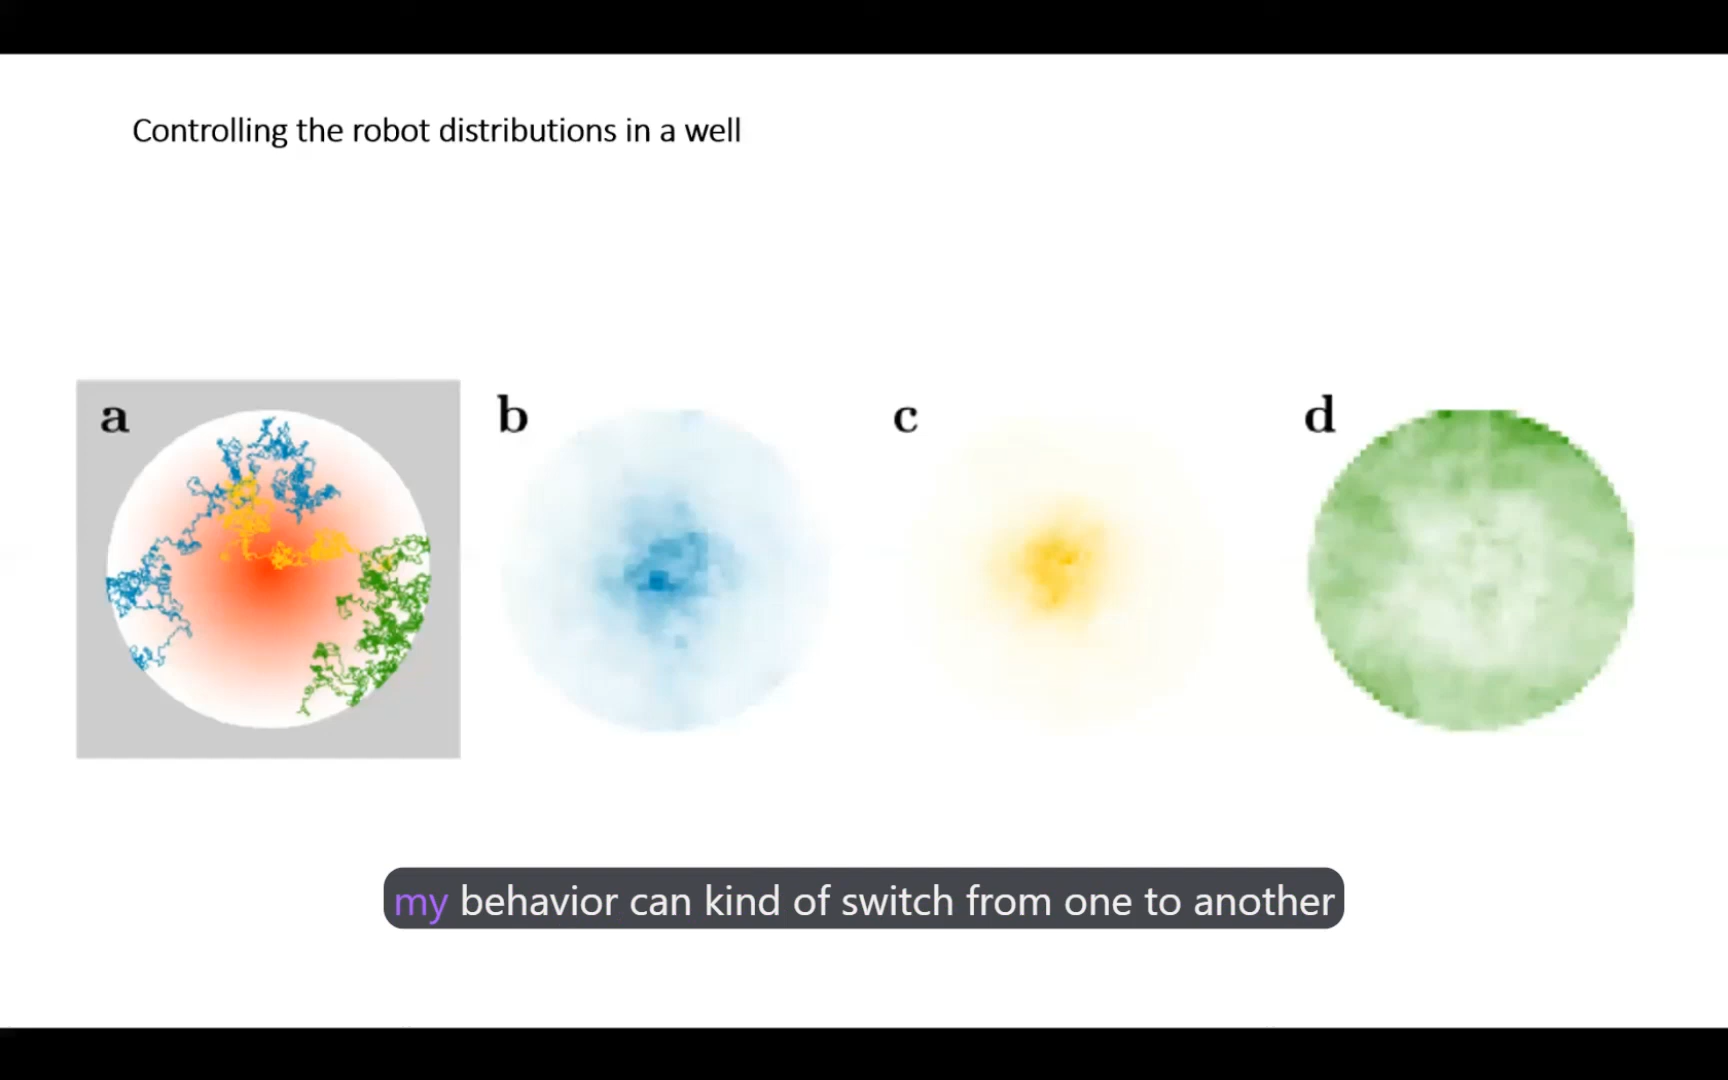 Controlling the robot distributions in a well
a
b
c
d
my behavior can kind of switch from one to another